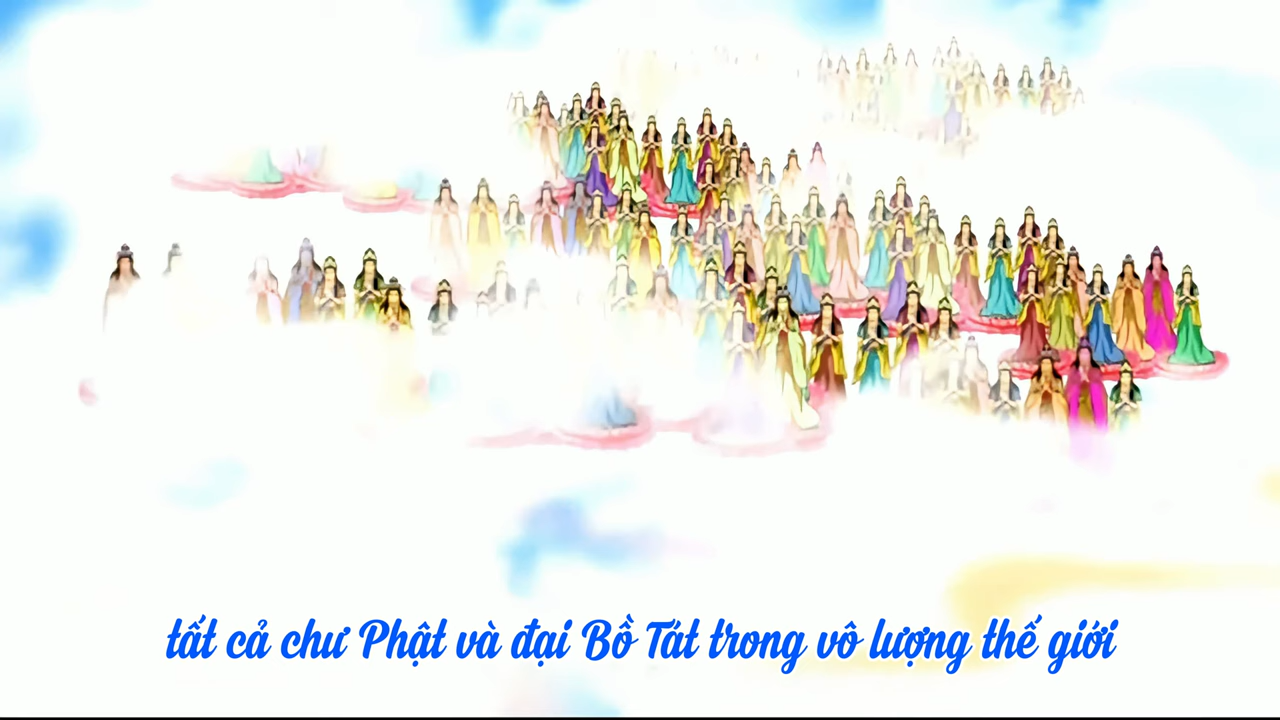 tất cả chư Phật và đại Bồ Tát trong vô lượng thế giới